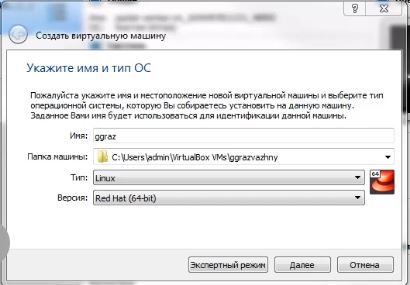 Создать виртуальную машину
Укажите имя и тип ОС
Пожалуйста укажите имя и местоположение новой виртуальной машины и выберите тип
операционной системы, которую Вы собираетесь установить на данную машину.
Заданное Вами имя будет использоваться для идентификации данной машины.
Имя: ggraz
Папка машины: C:\Users\admin\VirtualBox VMs\ggrazvazhny
Тип: Linux
64
Версия: Red Hat (64-bit)
Экспертный режим Далее Отмена